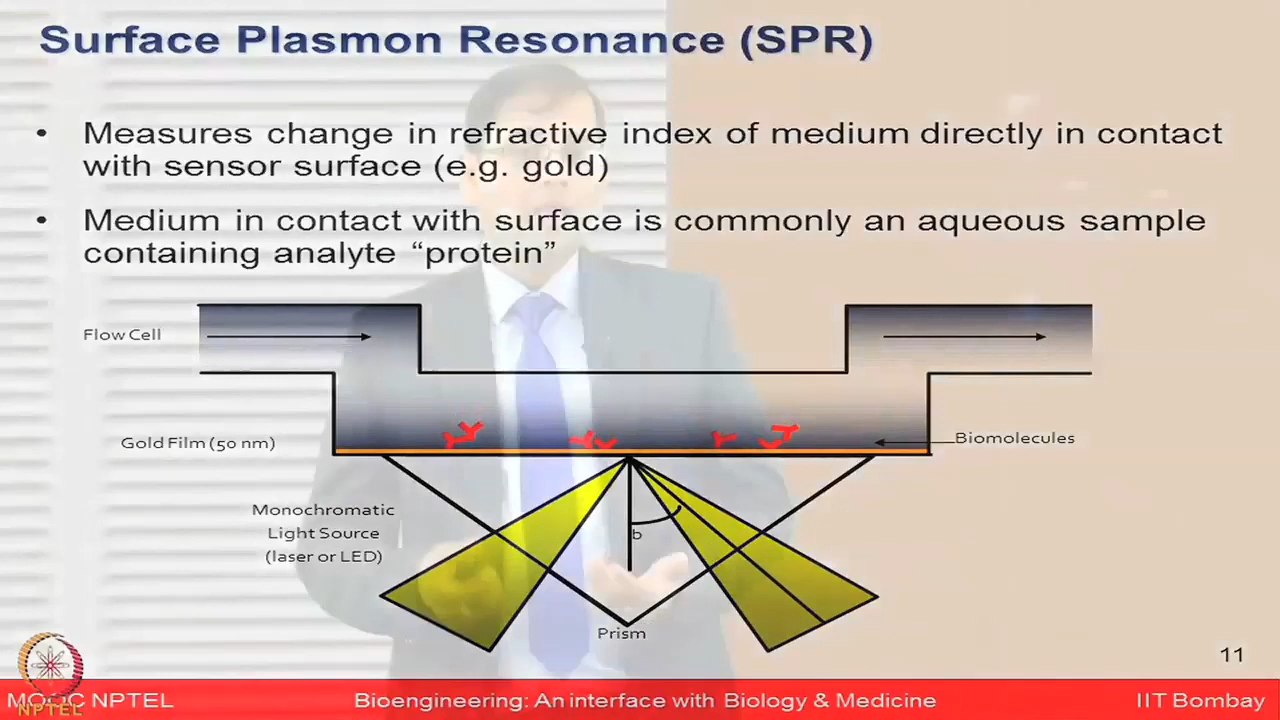 Surface Plasmon Resonance (SPR)
• Measures change in refractive index of medium directly in contact
with sensor surface (e.g. gold)
• Medium in contact with surface is commonly an aqueous sample
containing analyte “protein”
Flow Cell
Gold Film (50 nm)
Biomolecules
Monochromatic
Light Source
(laser or LED)
b
Prism
11
MOOC NPTEL
Bioengineering: An interface with Biology & Medicine
IIT Bombay
NPTEL